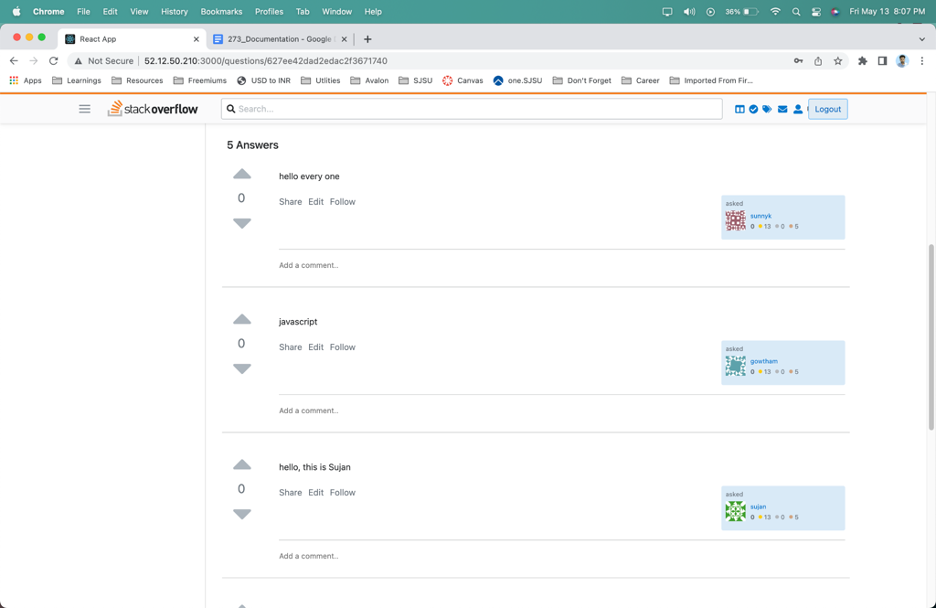 Chrome File Edit View History Bookmarks Profiles Tab Window Help 36% Fri May 13 8:07 PM
React App 273_Documentation - Google
Not Secure 52.12.50.210:3000/questions/627ee42dad2edac2f3671740
Apps Learnings Resources Freemiums USD to INR Utlities Avalon SJSU Canvas one.SJSU Don't Forget Career Imported From Fir...
stackoverflow Search... Logout
5 Answers
hello every one
0
Share Edit Follow
asked
sunnyk
0 13 0 5
Add a comment..
javascript
0
Share Edit Follow
asked
gowtham
0 13 0 5
Add a comment..
hello, this is Sujan
0
Share Edit Follow
asked
sujan
0 13 0 5
Add a comment..